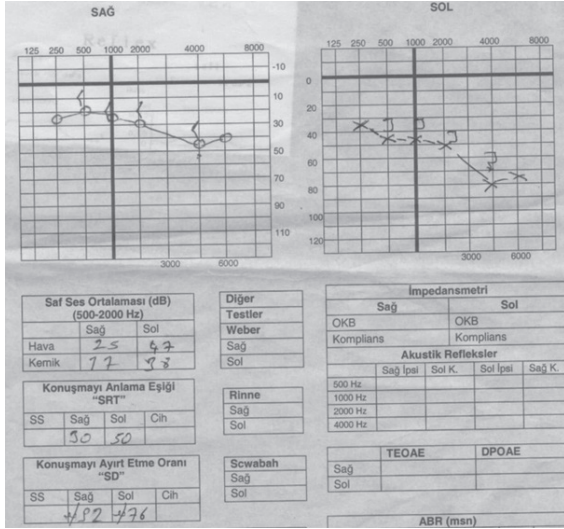 SAĞ
SOL
125 250 500 1000 2000 4000 8000
125 250 500 1000 2000 4000 8000
-10
10
30
50
70
90
110
0
20
40
60
80
100
120
3000 6000
3000 6000
Saf Ses Ortalaması (dB)
(500-2000 Hz)
Sağ Sol
Hava 25 47
Kemik 17 38
Konuşmayı Anlama Eşiği
"SRT"
SS Sağ Sol Cih
30 50
Konuşmayı Ayırt Etme Oranı
"SD"
SS Sağ Sol Cih
92 76
Diğer
Testler
Weber
Sağ
Sol
Rinne
Sağ
Sol
Scwabah
Sağ
Sol
İmpedansmetri
Sağ Sol
OKB OKB
Komplians Komplians
Akustik Refleksler
Sağ İpsi Sol K. Sol İpsi Sağ K.
500 Hz
1000 Hz
2000 Hz
4000 Hz
TEOAE DPOAE
Sağ
Sol
ABR (msn)